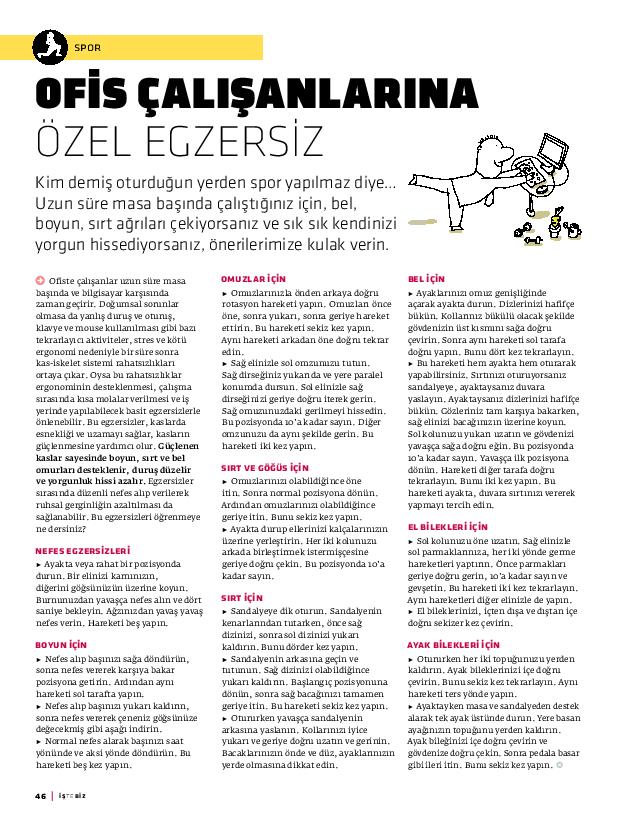 SPOR
OFİS ÇALIŞANLARINA
ÖZEL EGZERSİZ
Kim demiş oturduğun yerden spor yapılmaz diye...
Uzun süre masa başında çalıştığınız için, bel,
boyun, sırt ağrıları çekiyorsanız ve sık sık kendinizi
yorgun hissediyorsanız, önerilerimize kulak verin.
Ofiste çalışanlar uzun süre masa
başında ve bilgisayar karşısında
zaman geçirir. Doğumsal sorunlar
olmasa da yanlış duruş ve oturuş,
klavye ve mouse kullanılması gibi bazı
tekrarlayıcı aktiviteler, stres ve kötü
ergonomi nedeniyle bir süre sonra
kas-iskelet sistemi rahatsızlıkları
ortaya çıkar. Oysa bu rahatsızlıklar
ergonominin desteklenmesi, çalışma
sırasında kısa molalar verilmesi ve iş
yerinde yapılabilecek basit egzersizlerle
önlenebilir. Bu egzersizler, kaslarda
esnekliği ve uzamayı sağlar, kasların
güçlenmesine yardımcı olur. Güçlenen
kaslar sayesinde boyun, sırt ve bel
omurları desteklenir, duruş düzelir
ve yorgunluk hissi azalır. Egzersizler
sırasında düzenli nefes alıp verilerek
ruhsal gerginliğin azaltılması da
sağlanabilir. Bu egzersizleri öğrenmeye
ne dersiniz?
NEFES EGZERSİZLERİ
► Ayakta veya rahat bir pozisyonda
durun. Bir elinizi karnınızın,
diğerini göğsünüzün üzerine koyun.
Burnunuzdan yavaşça nefes alın ve dört
saniye bekleyin. Ağzınızdan yavaş yavaş
nefes verin. Hareketi beş yapın.
BOYUN İÇİN
► Nefes alıp başınızı sağa döndürün,
sonra nefes vererek karşıya bakar
pozisyona getirin. Ardından aynı
hareketi sol tarafta yapın.
► Nefes alıp başınızı yukarı kaldırın,
sonra nefes vererek çeneniz göğsünüze
değecekmiş gibi aşağı indirin.
► Normal nefes alarak başınızı saat
yönünde ve aksi yönde döndürün. Bu
hareketi beş kez yapın.
OMUZLAR İÇİN
► Omuzlarınızla önden arkaya doğru
rotasyon hareketi yapın. Omuzları önce
öne, sonra yukarı, sonra geriye hareket
ettirin. Bu hareketi sekiz kez yapın.
Aynı hareketi arkadan öne doğru tekrar
edin.
► Sağ elinizle sol omzunuzu tutun.
Sağ dirseğiniz yukarıda ve yere paralel
konumda dursun. Sol elinizle sağ
dirseğinizi geriye doğru iterek gerin.
Sağ omuzunuzdaki gerilmeyi hissedin.
Bu pozisyonda 10'a kadar sayın. Diğer
omzunuzu da aynı şekilde gerin. Bu
hareketi iki kez yapın.
SIRT VE GÖĞÜS İÇİN
► Omuzlarınızı olabildiğince öne
itin. Sonra normal pozisyona dönün.
Ardından omuzlarınızı olabildiğince
geriye itin. Bunu sekiz kez yapın.
► Ayakta durup ellerinizi kalçalarınızın
üzerine yerleştirin. Her iki kolunuzu
arkada birleştirmek istermişçesine
geriye doğru çekin. Bu pozisyonda 10'a
kadar sayın.
SIRT İÇİN
► Sandalyeye dik oturun. Sandalyenin
kenarlarından tutarken, önce sağ
dizinizi, sonra sol dizinizi yukarı
kaldırın. Bunu dörder kez yapın.
► Sandalyenin arkasına geçin ve
tutunun. Sağ dizinizi olabildiğince
yukarı kaldırın. Başlangıç pozisyonuna
dönün, sonra sağ bacağınızı tamamen
geriye itin. Bu hareketi sekiz kez yapın.
► Otururken yavaşça sandalyenin
arkasına yaslanın. Kollarınızı iyice
yukarı ve geriye doğru uzatın ve gerinin.
Bacaklarınızın önde ve düz, ayaklarınızın
yerde olmasına dikkat edin.
BEL İÇİN
► Ayaklarınızı omuz genişliğinde
açarak ayakta durun. Dizlerinizi hafifçe
bükün. Kollarınız bükülü olacak şekilde
gövdenizin üst kısmını sağa doğru
çevirin. Sonra aynı hareketi sol tarafa
doğru yapın. Bunu dört kez tekrarlayın.
► Bu hareketi hem ayakta hem oturarak
yapabilirsiniz. Sırtınızı oturuyorsanız
sandalyeye, ayaktaysanız duvara
yaslayın. Ayaktaysanız dizlerinizi hafifçe
bükün. Gözleriniz tam karşıya bakarken,
sağ elinizi bacağınızın üzerine koyun.
Sol kolunuzu yukarı uzatın ve gövdenizi
yavaşça sağa doğru eğin. Bu pozisyonda
10'a kadar sayın. Yavaşça ilk pozisyona
dönün. Hareketi diğer tarafa doğru
tekrarlayın. Bunu iki kez yapın. Bu
hareketi ayakta, duvara sırtınızı vererek
yapmayı tercih edin.
EL BİLEKLERİ İÇİN
► Sol kolunuzu öne uzatın. Sağ elinizle
sol parmaklarınıza, her iki yönde germe
hareketleri yaptırın. Önce parmakları
geriye doğru gerin, 10'a kadar sayın ve
gevşetin. Bu hareketi iki kez tekrarlayın.
Aynı hareketleri diğer elinizle de yapın.
► El bileklerinizi, içten dışa ve dıştan içe
doğru sekizer kez çevirin.
AYAK BİLEKLERİ İÇİN
► Otururken her iki topuğunuzu yerden
kaldırın. Ayak bileklerinizi içe doğru
çevirin. Bunu sekiz kez tekrarlayın. Aynı
hareketi ters yönde yapın.
► Ayaktayken masa ve sandalyeden destek
alarak tek ayak üstünde durun. Yere basan
ayağınızın topuğunu yerden kaldırın.
Ayak bileğinizi içe doğru çevirin ve
gövdenize doğru çekin. Sonra pedala basar
gibi ileri itin. Bunu sekiz kez yapın.
46 | İŞTE BİZ